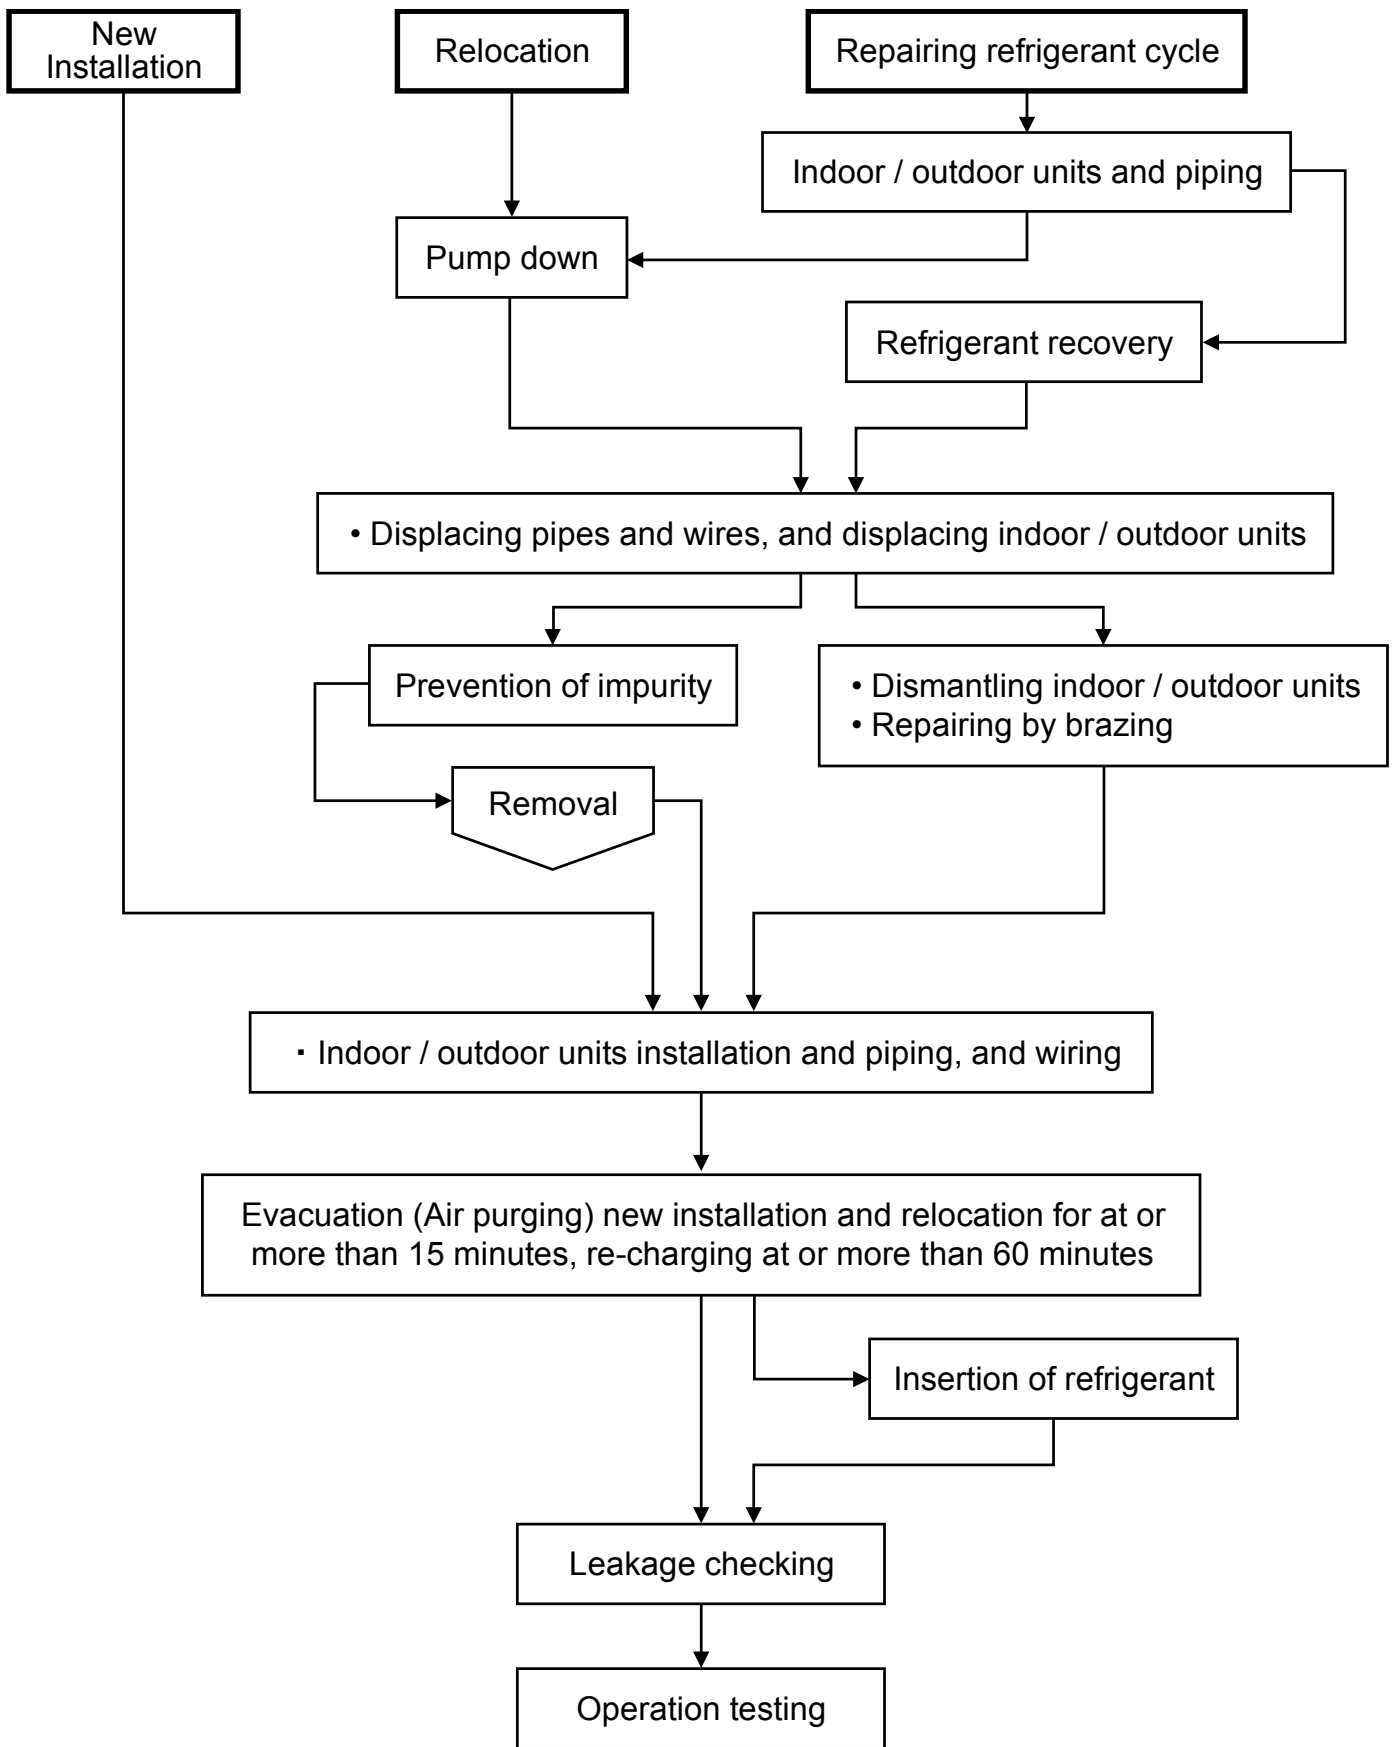 New
Installation
Relocation
Repairing refrigerant cycle
Indoor / outdoor units and piping
Pump down
Refrigerant recovery
• Displacing pipes and wires, and displacing indoor / outdoor units
Prevention of impurity
• Dismantling indoor / outdoor units
• Repairing by brazing
Removal
· Indoor / outdoor units installation and piping, and wiring
Evacuation (Air purging) new installation and relocation for at or
more than 15 minutes, re-charging at or more than 60 minutes
Insertion of refrigerant
Leakage checking
Operation testing